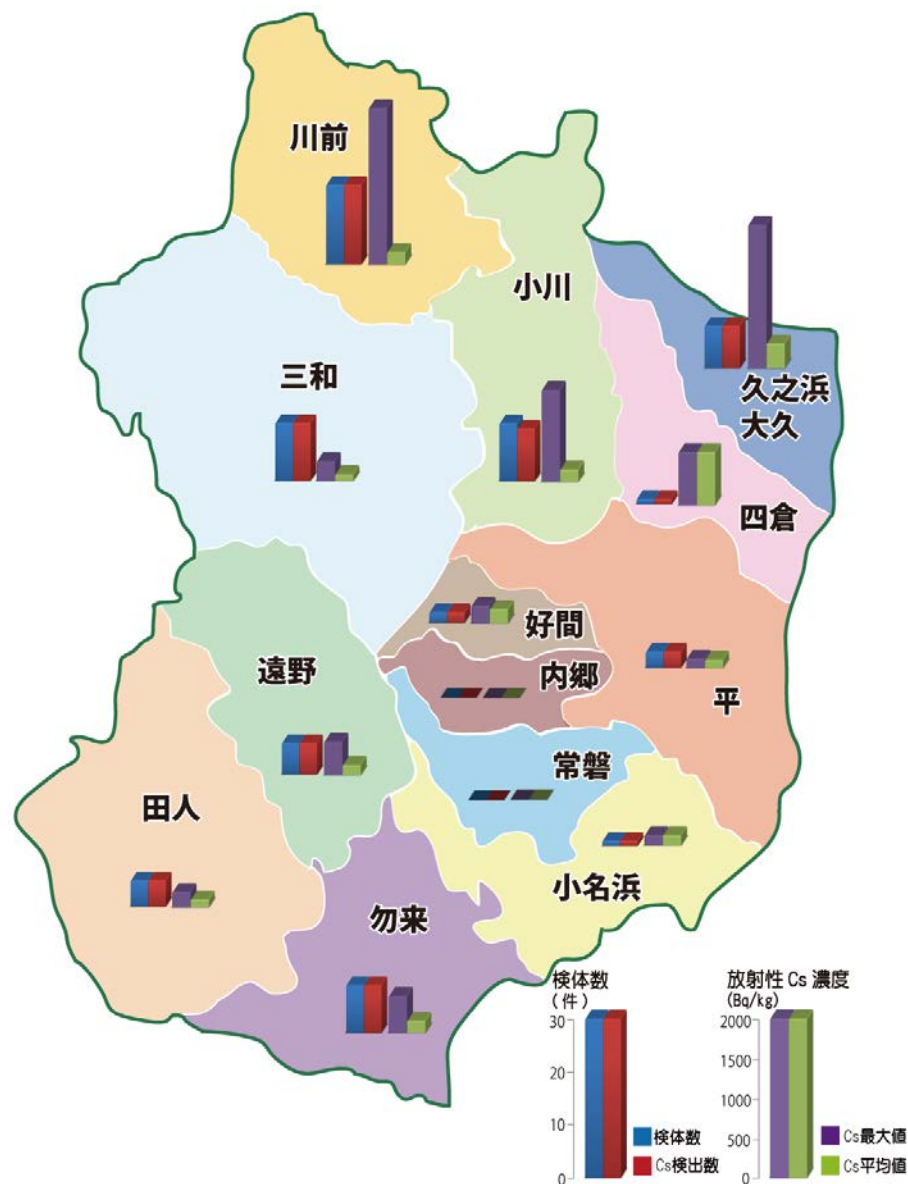 川前
小川
三和
久之浜
大久
四倉
好間
内郷
平
遠野
常磐
田人
小名浜
勿来
検体数
(件)
30
20
10
0
検体数
Cs検出数
放射性 Cs 濃度
(Bq/kg)
2000
1500
1000
500
0
Cs最大値
Cs平均値